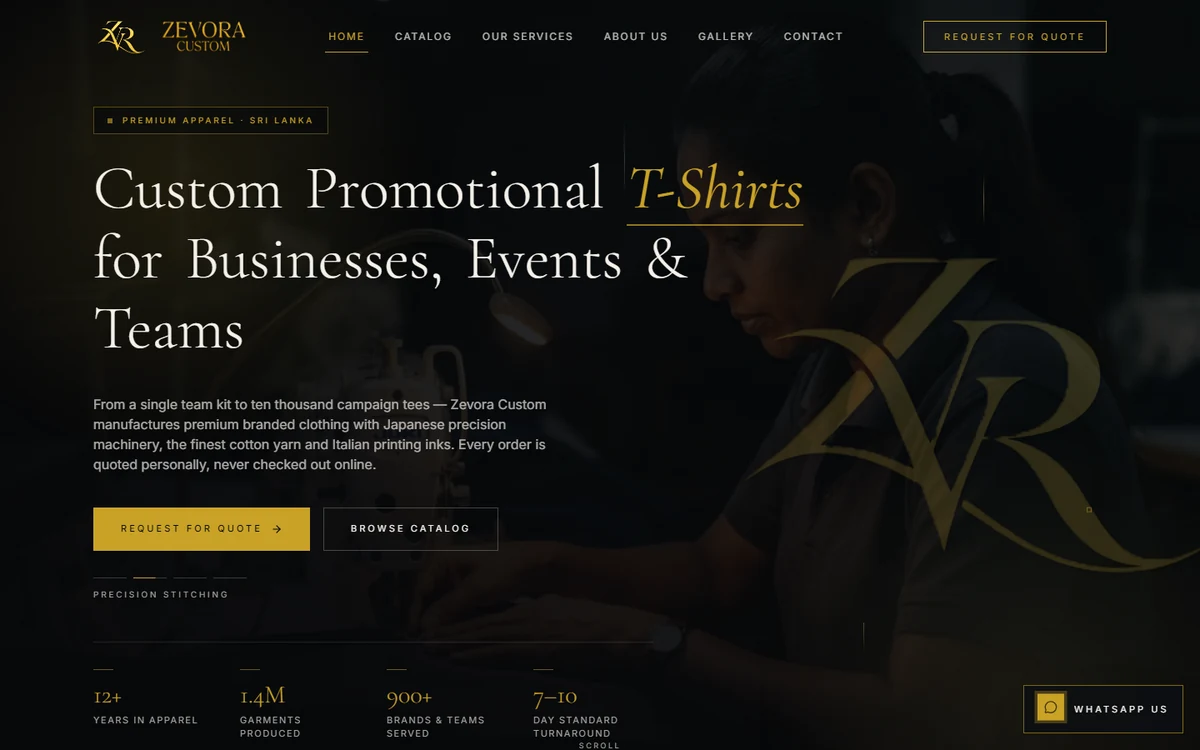 ZR ZEVORA
CUSTOM
HOME CATALOG OUR SERVICES ABOUT US GALLERY CONTACT REQUEST FOR QUOTE
PREMIUM APPAREL · SRI LANKA
Custom Promotional T-Shirts
for Businesses, Events &
Teams
ZR
From a single team kit to ten thousand campaign tees — Zevora Custom
manufactures premium branded clothing with Japanese precision
machinery, the finest cotton yarn and Italian printing inks. Every order is
quoted personally, never checked out online.
REQUEST FOR QUOTE → BROWSE CATALOG
PRECISION STITCHING
12+ 1.4M 900+ 7–10
YEARS IN APPAREL GARMENTS BRANDS & TEAMS DAY STANDARD
PRODUCED SERVED TURNAROUND
WHATSAPP US
SCROLL